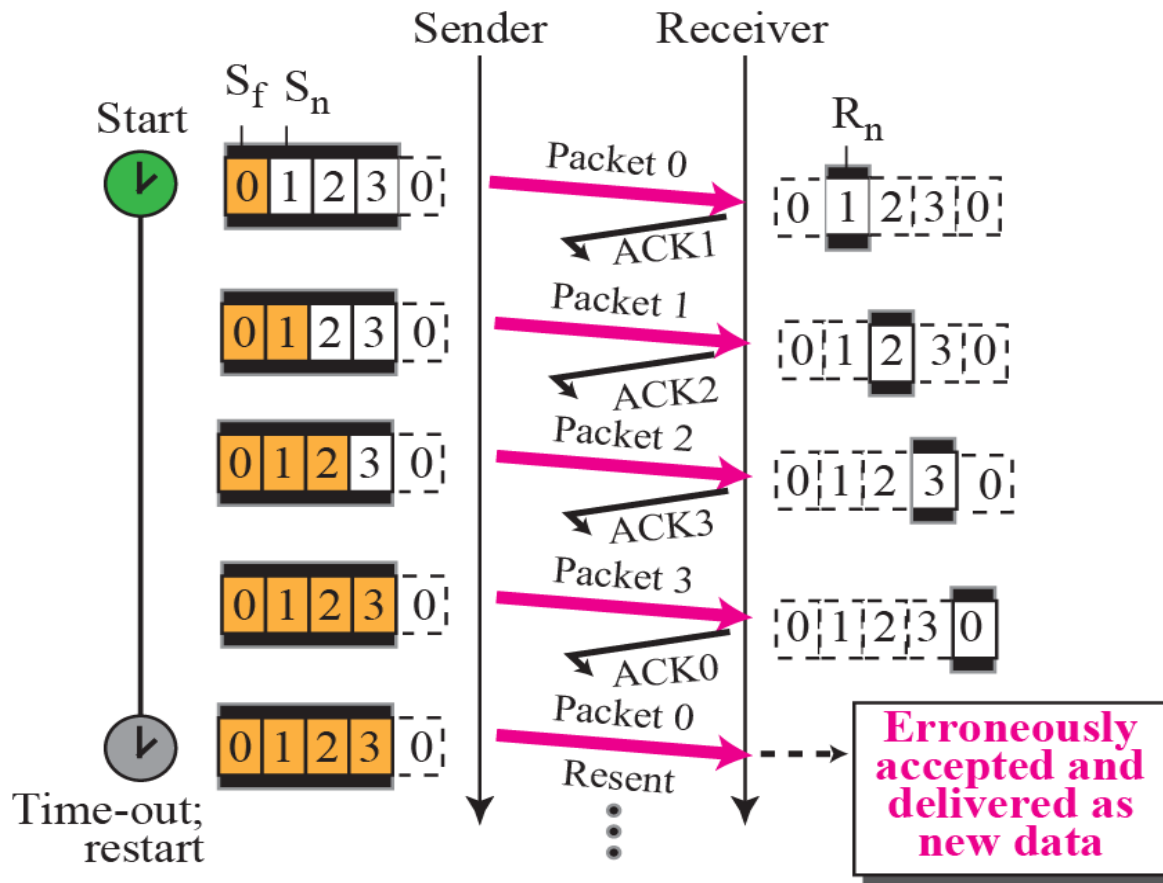 Sender Receiver
S_f S_n
Start
R_n
0 1 2 3 0
Packet 0
0 1 2 3 0
ACK1
0 1 2 3 0
Packet 1
0 1 2 3 0
ACK2
0 1 2 3 0
Packet 2
0 1 2 3 0
ACK3
0 1 2 3 0
Packet 3
0 1 2 3 0
ACK0
0 1 2 3 0
Packet 0
Resent
Time-out;
restart
Erroneously
accepted and
delivered as
new data